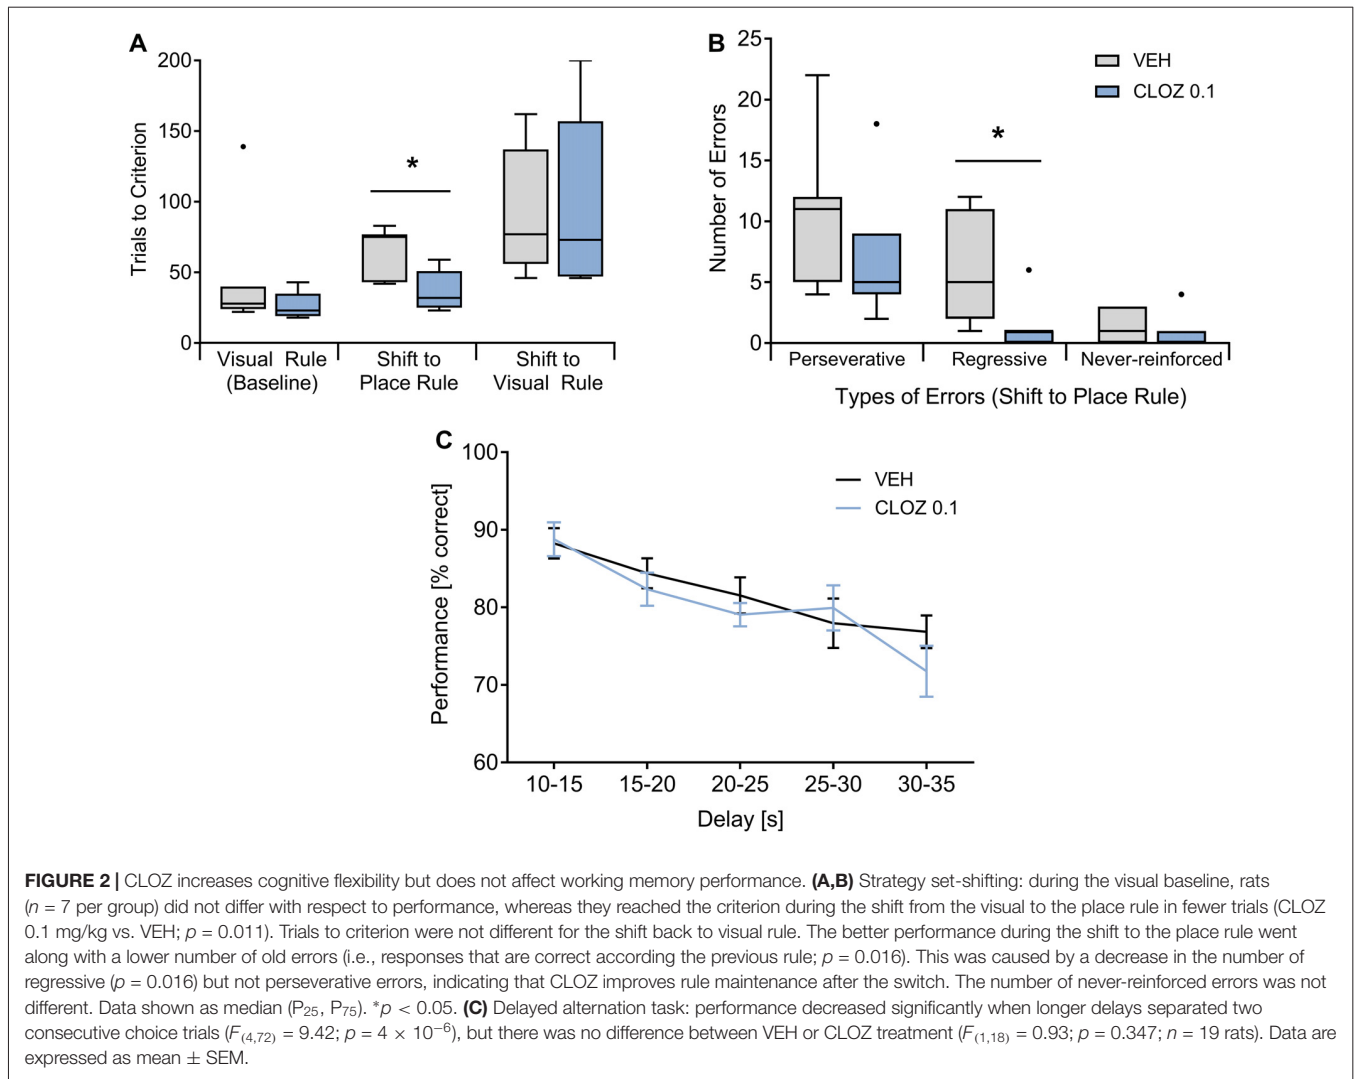 A
200
150
100
50
0
Trials to Criterion
*
Visual Rule
(Baseline)
Shift to
Place Rule
Shift to
Visual Rule
B
25
20
15
10
5
0
Number of Errors
VEH
CLOZ 0.1
*
Perseverative
Regressive
Never-reinforced
Types of Errors (Shift to Place Rule)
C
100
90
80
70
60
Performance [% correct]
VEH
CLOZ 0.1
10-15
15-20
20-25
25-30
30-35
Delay [s]
FIGURE 2 | CLOZ increases cognitive flexibility but does not affect working memory performance. (A,B) Strategy set-shifting: during the visual baseline, rats
(n = 7 per group) did not differ with respect to performance, whereas they reached the criterion during the shift from the visual to the place rule in fewer trials (CLOZ
0.1 mg/kg vs. VEH; p = 0.011). Trials to criterion were not different for the shift back to visual rule. The better performance during the shift to the place rule went
along with a lower number of old errors (i.e., responses that are correct according the previous rule; p = 0.016). This was caused by a decrease in the number of
regressive (p = 0.016) but not perseverative errors, indicating that CLOZ improves rule maintenance after the switch. The number of never-reinforced errors was not
different. Data shown as median (P₂₅, P₇₅). *p < 0.05. (C) Delayed alternation task: performance decreased significantly when longer delays separated two
consecutive choice trials (F₍₄,₇₂₎ = 9.42; p = 4 × 10⁻⁶), but there was no difference between VEH or CLOZ treatment (F₍₁,₁₈₎ = 0.93; p = 0.347; n = 19 rats). Data are
expressed as mean ± SEM.